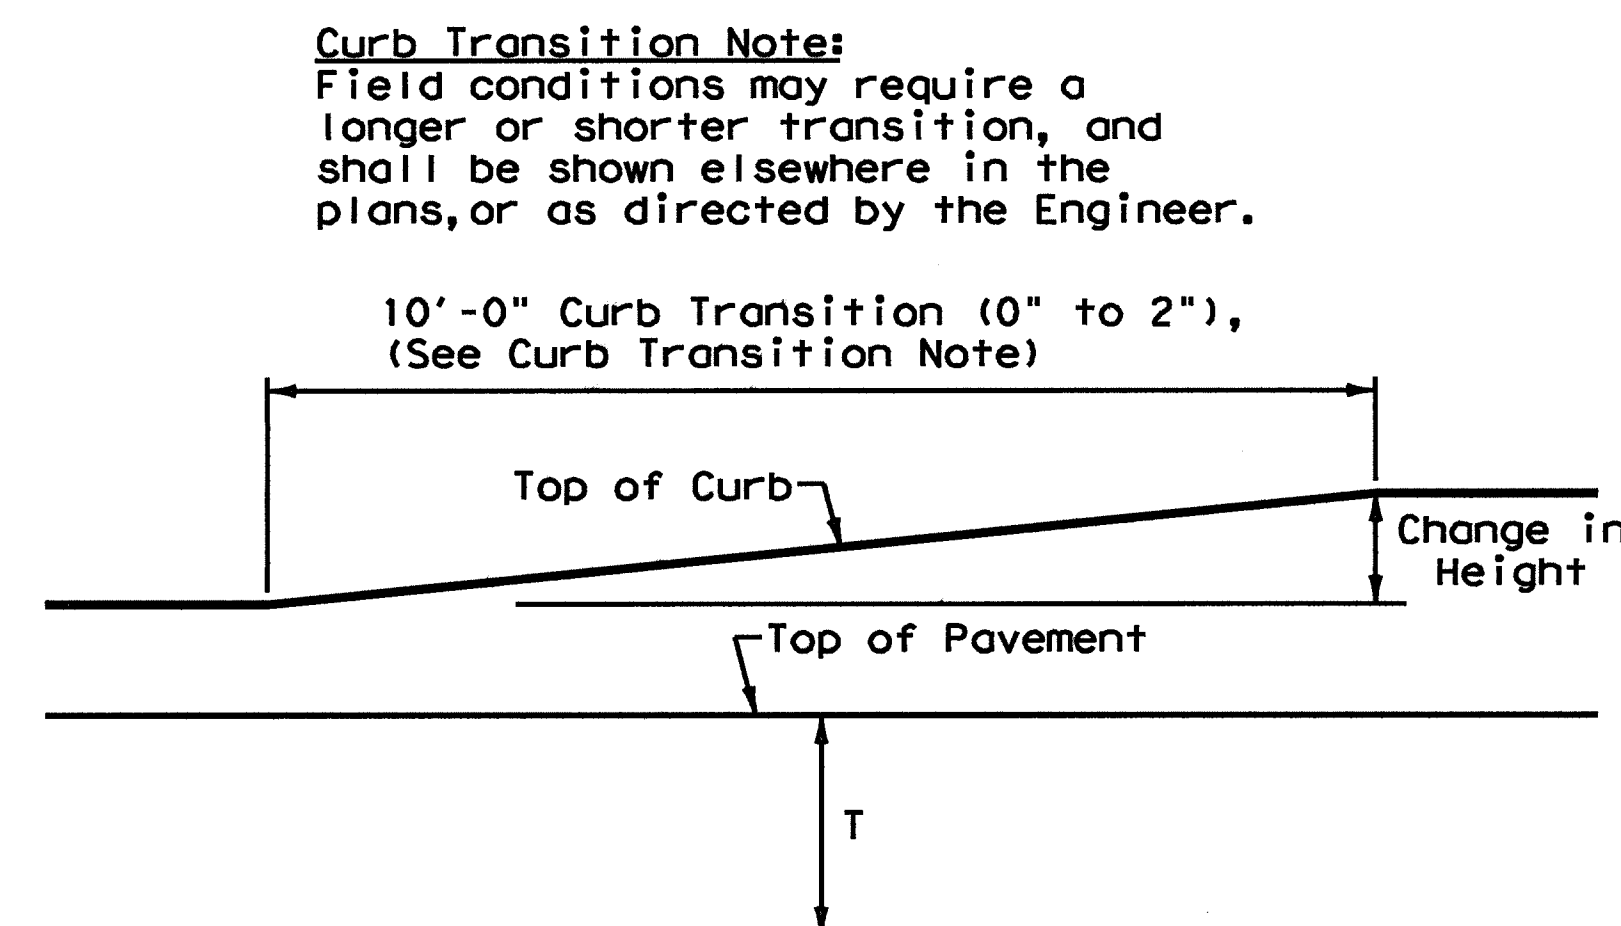 Curb Transition Note:
Field conditions may require a
longer or shorter transition, and
shall be shown elsewhere in the
plans, or as directed by the Engineer.
10'-0" Curb Transition (0" to 2"),
(See Curb Transition Note)
Top of Curb
Change in
Height
Top of Pavement
T